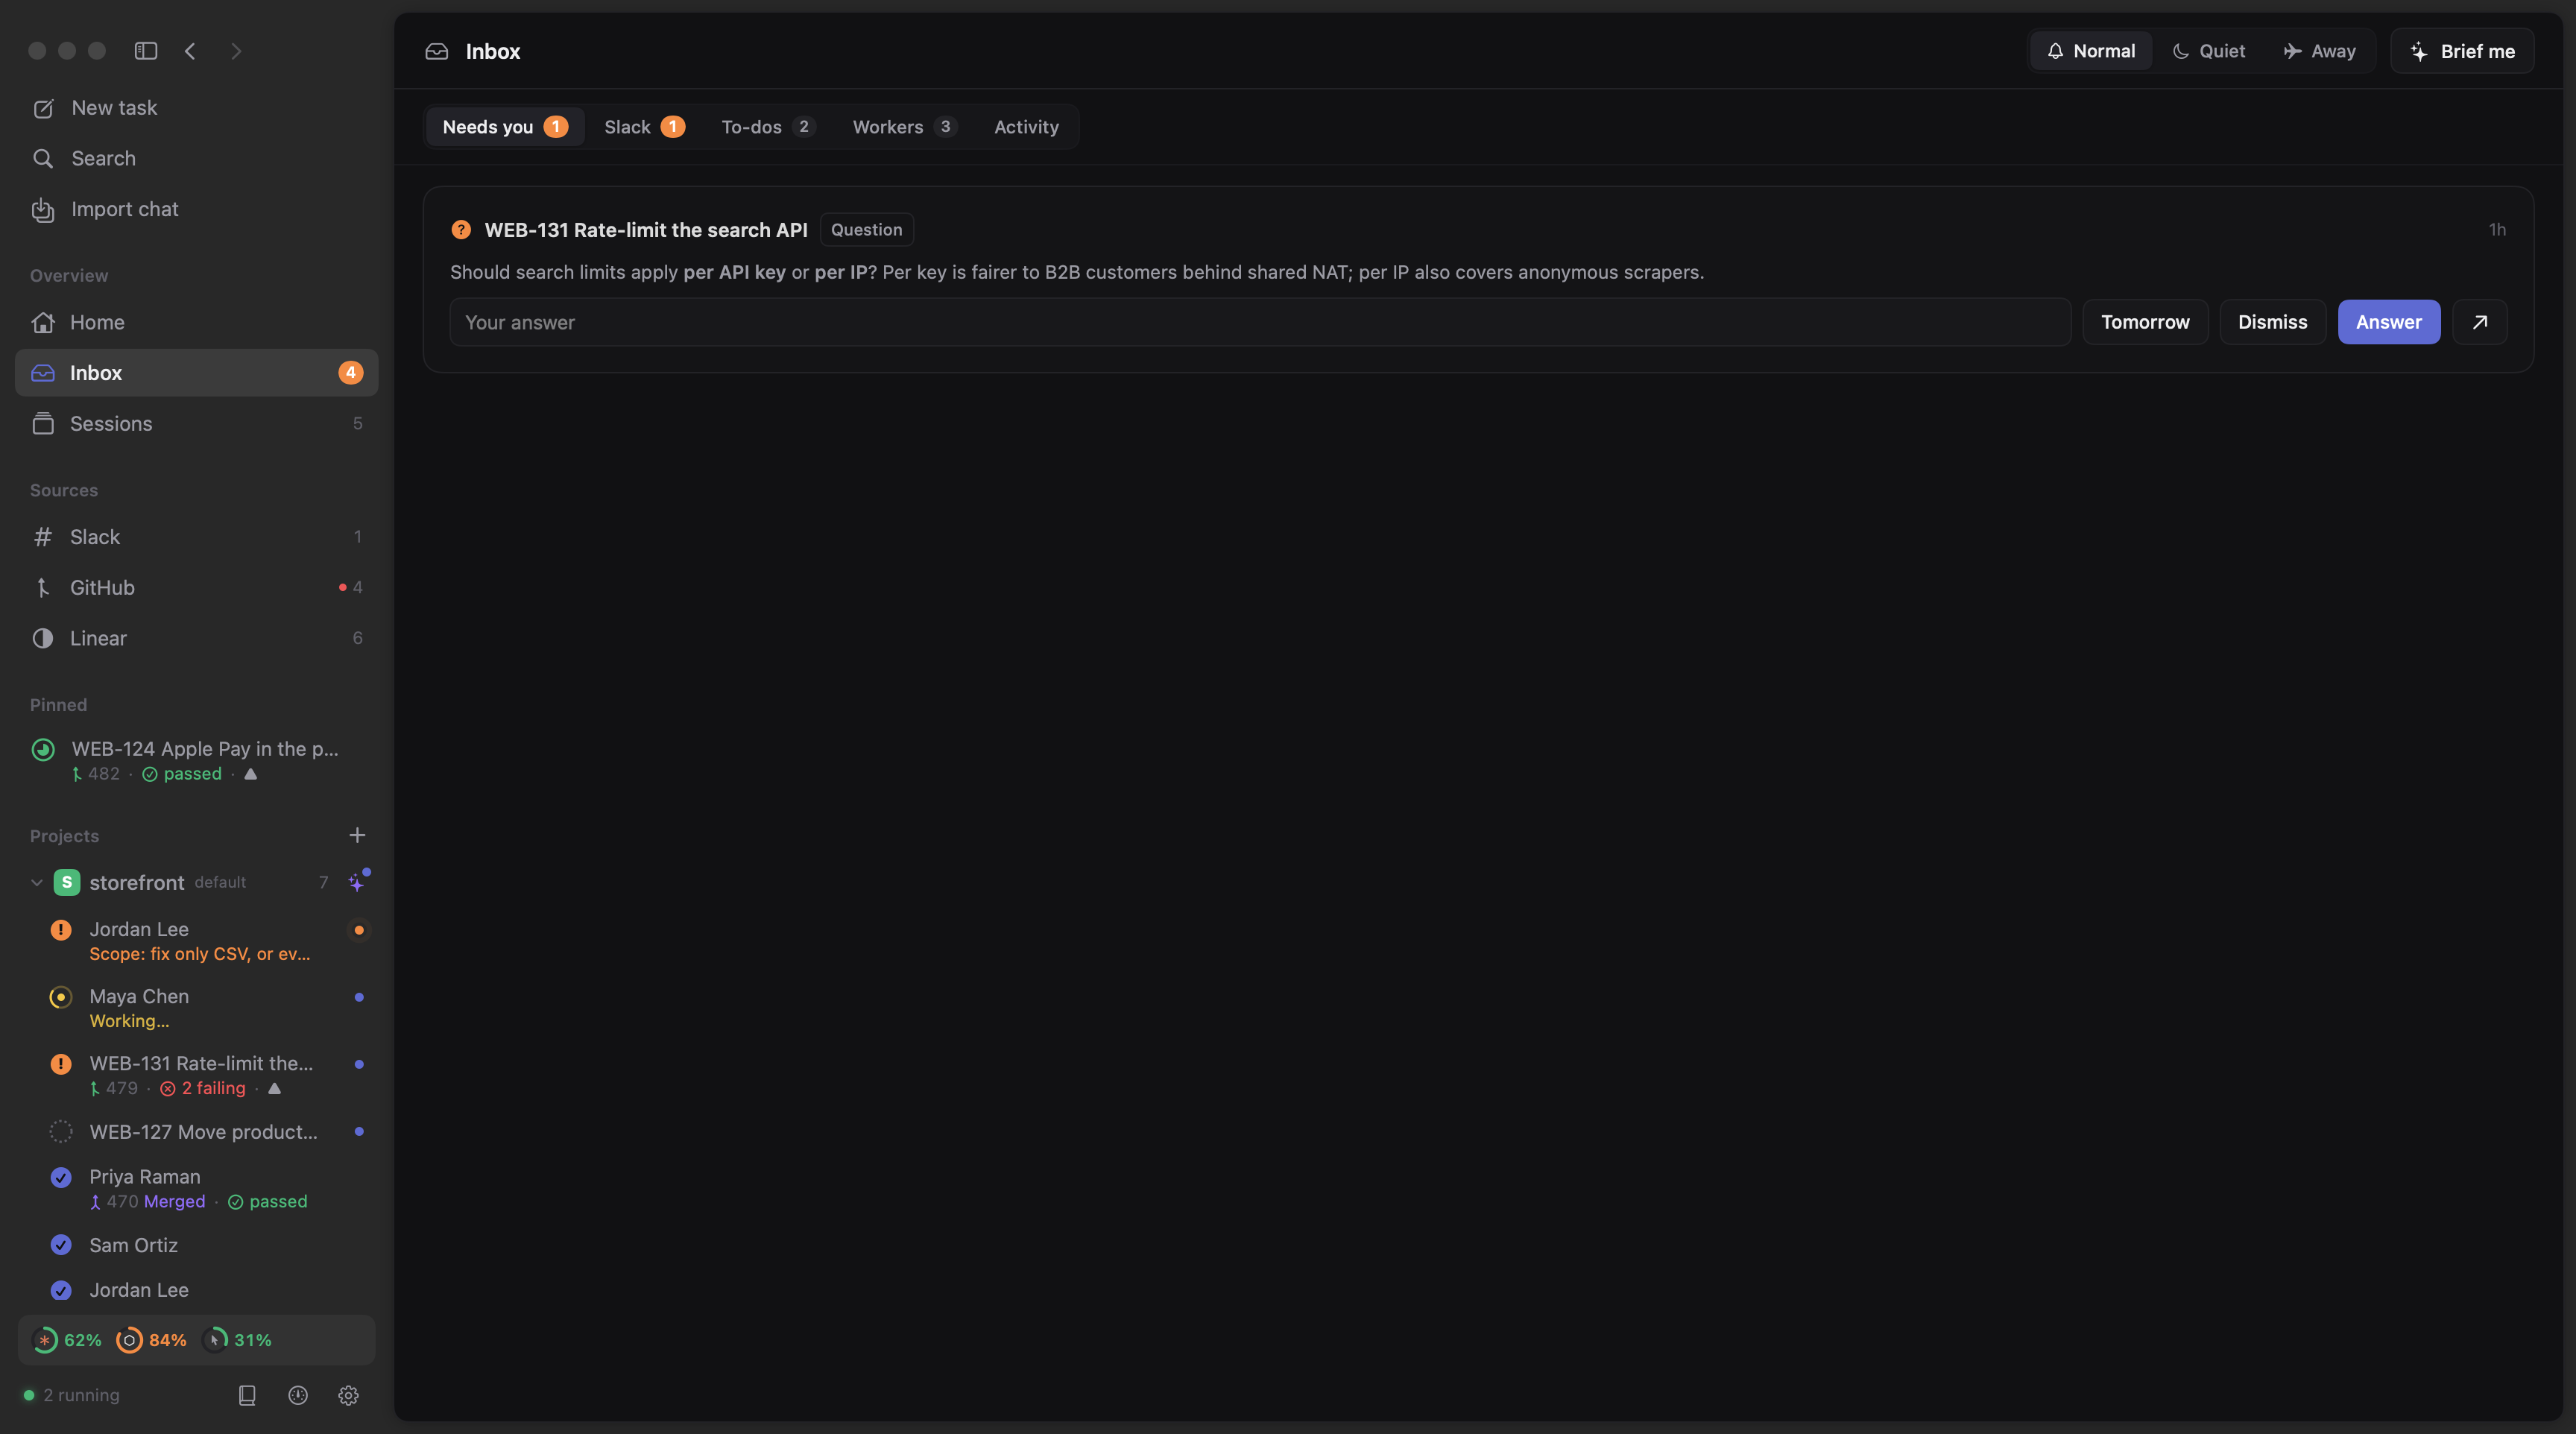 New task
Search
Import chat
Overview
Home
Inbox 4
Sessions 5
Sources
# Slack 1
GitHub 4
Linear 6
Pinned
WEB-124 Apple Pay in the p...
482 · passed ·
Projects +
S storefront default 7
! Jordan Lee
Scope: fix only CSV, or ev...
Maya Chen
Working...
! WEB-131 Rate-limit the...
479 · 2 failing ·
WEB-127 Move product...
Priya Raman
470 Merged · passed
Sam Ortiz
Jordan Lee
62% 84% 31%
2 running
Inbox
Normal Quiet Away Brief me
Needs you 1 Slack 1 To-dos 2 Workers 3 Activity
? WEB-131 Rate-limit the search API Question 1h
Should search limits apply per API key or per IP? Per key is fairer to B2B customers behind shared NAT; per IP also covers anonymous scrapers.
Your answer Tomorrow Dismiss Answer